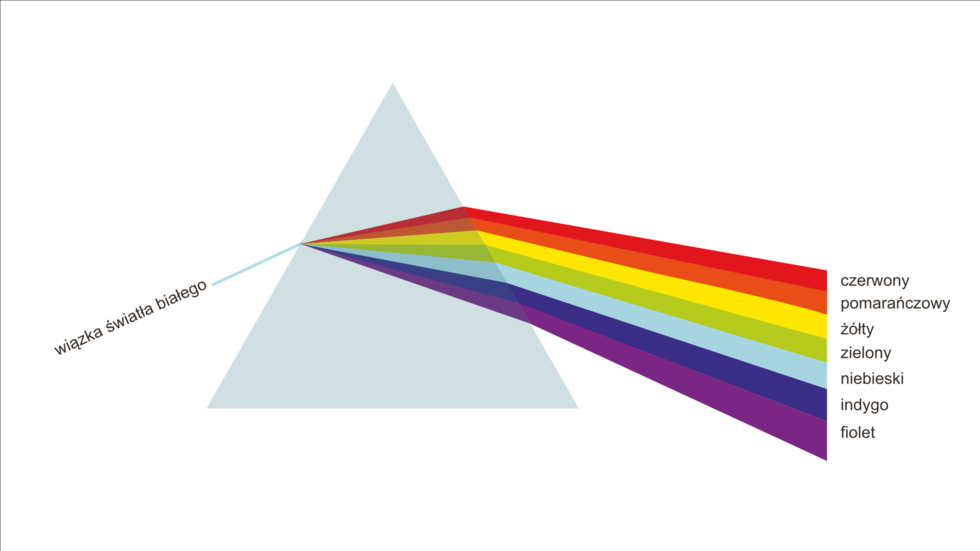 wiązka światła białego
czerwony
pomarańczowy
żółty
zielony
niebieski
indygo
fiolet